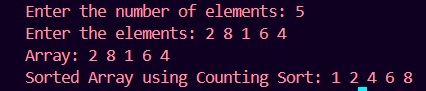 Enter the number of elements: 5
Enter the elements: 2 8 1 6 4
Array: 2 8 1 6 4
Sorted Array using Counting Sort: 1 2 4 6 8